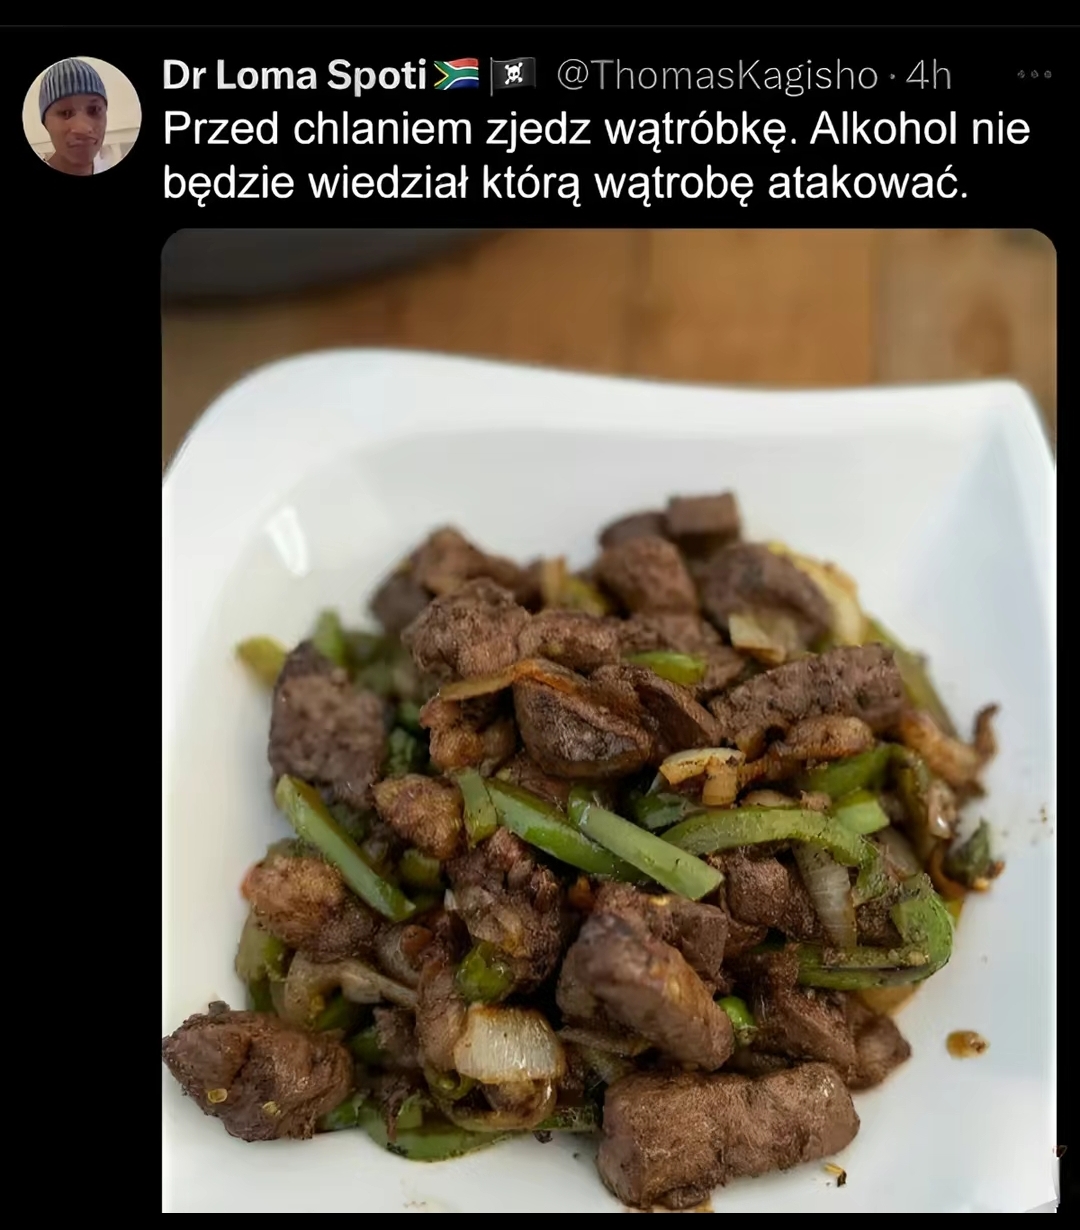 Dr Loma Spoti🇿🇦🏴‍☠️ @ThomasKagisho · 4h
Przed chlaniem zjedz wątróbkę. Alkohol nie
będzie wiedział którą wątrobę atakować.